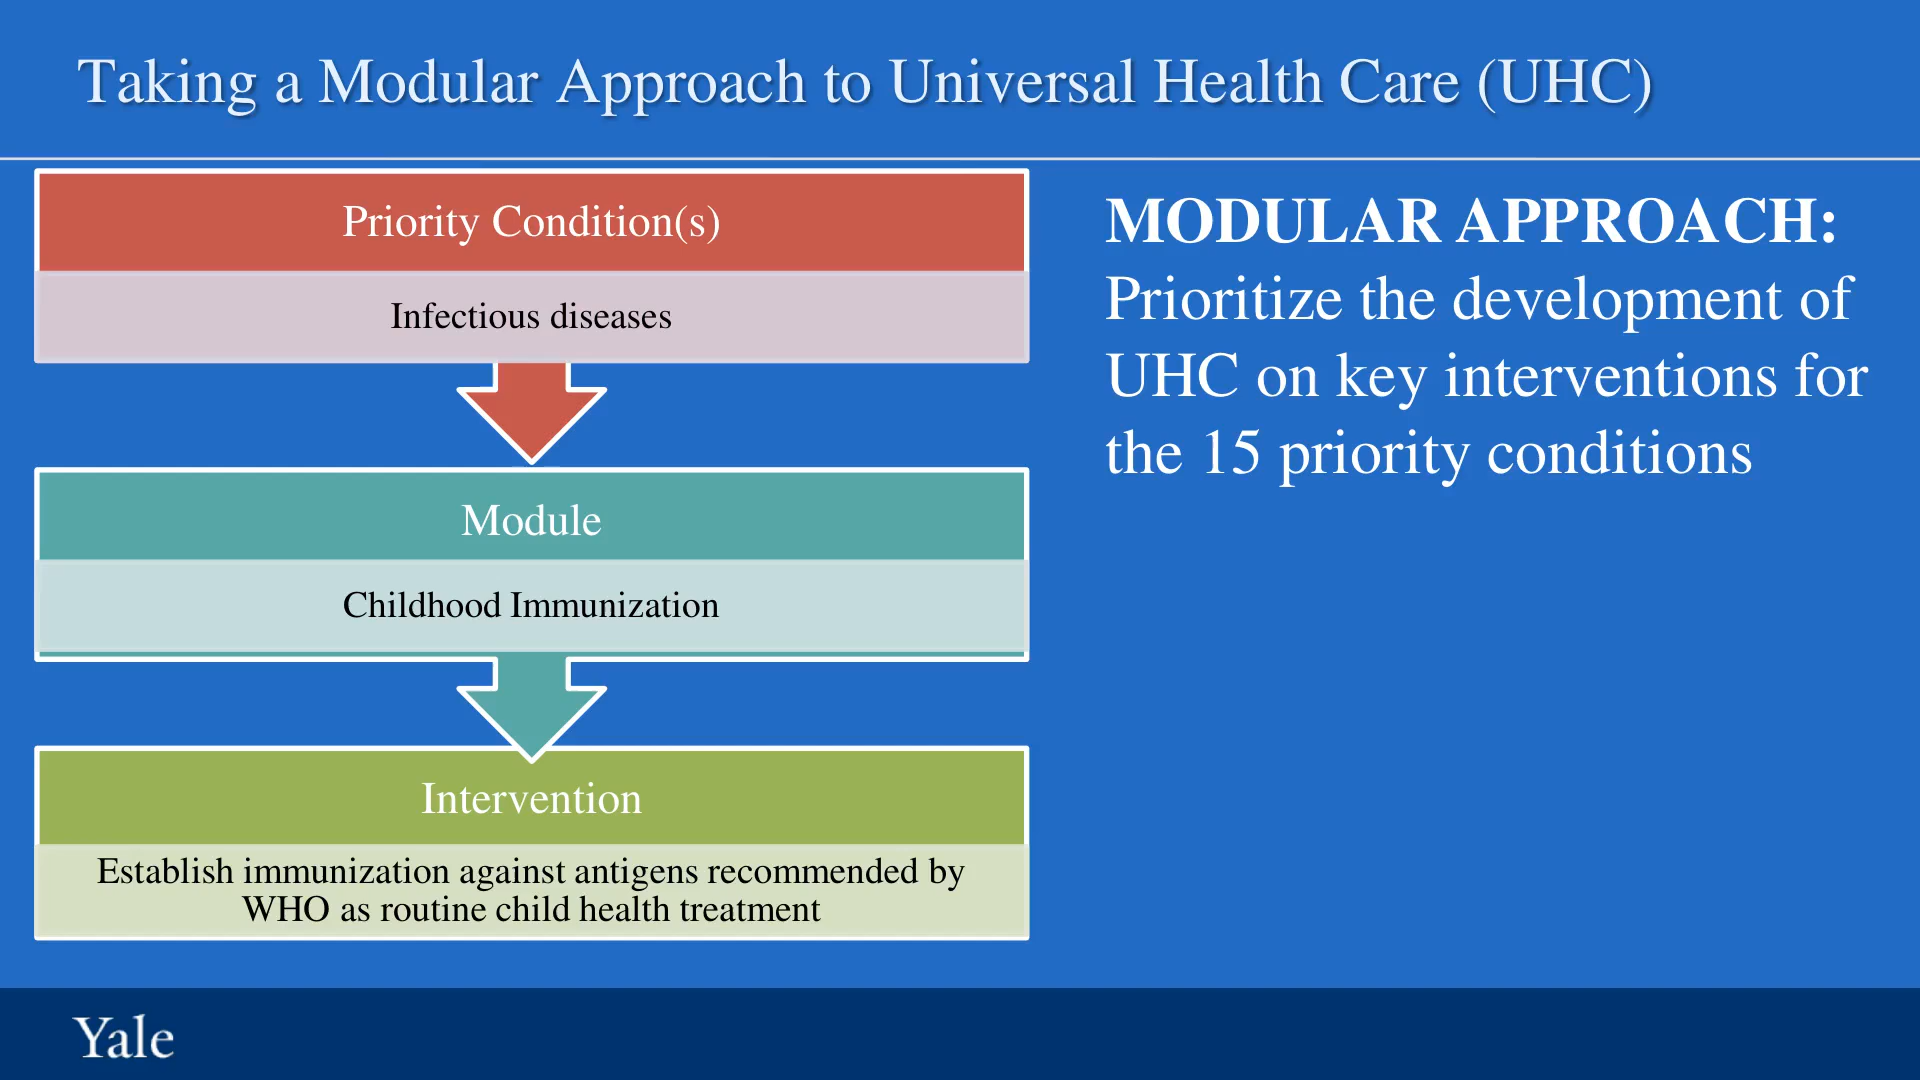 Taking a Modular Approach to Universal Health Care (UHC)
Priority Condition(s)
Infectious diseases
Module
Childhood Immunization
Intervention
Establish immunization against antigens recommended by
WHO as routine child health treatment
MODULAR APPROACH:
Prioritize the development of
UHC on key interventions for
the 15 priority conditions
Yale